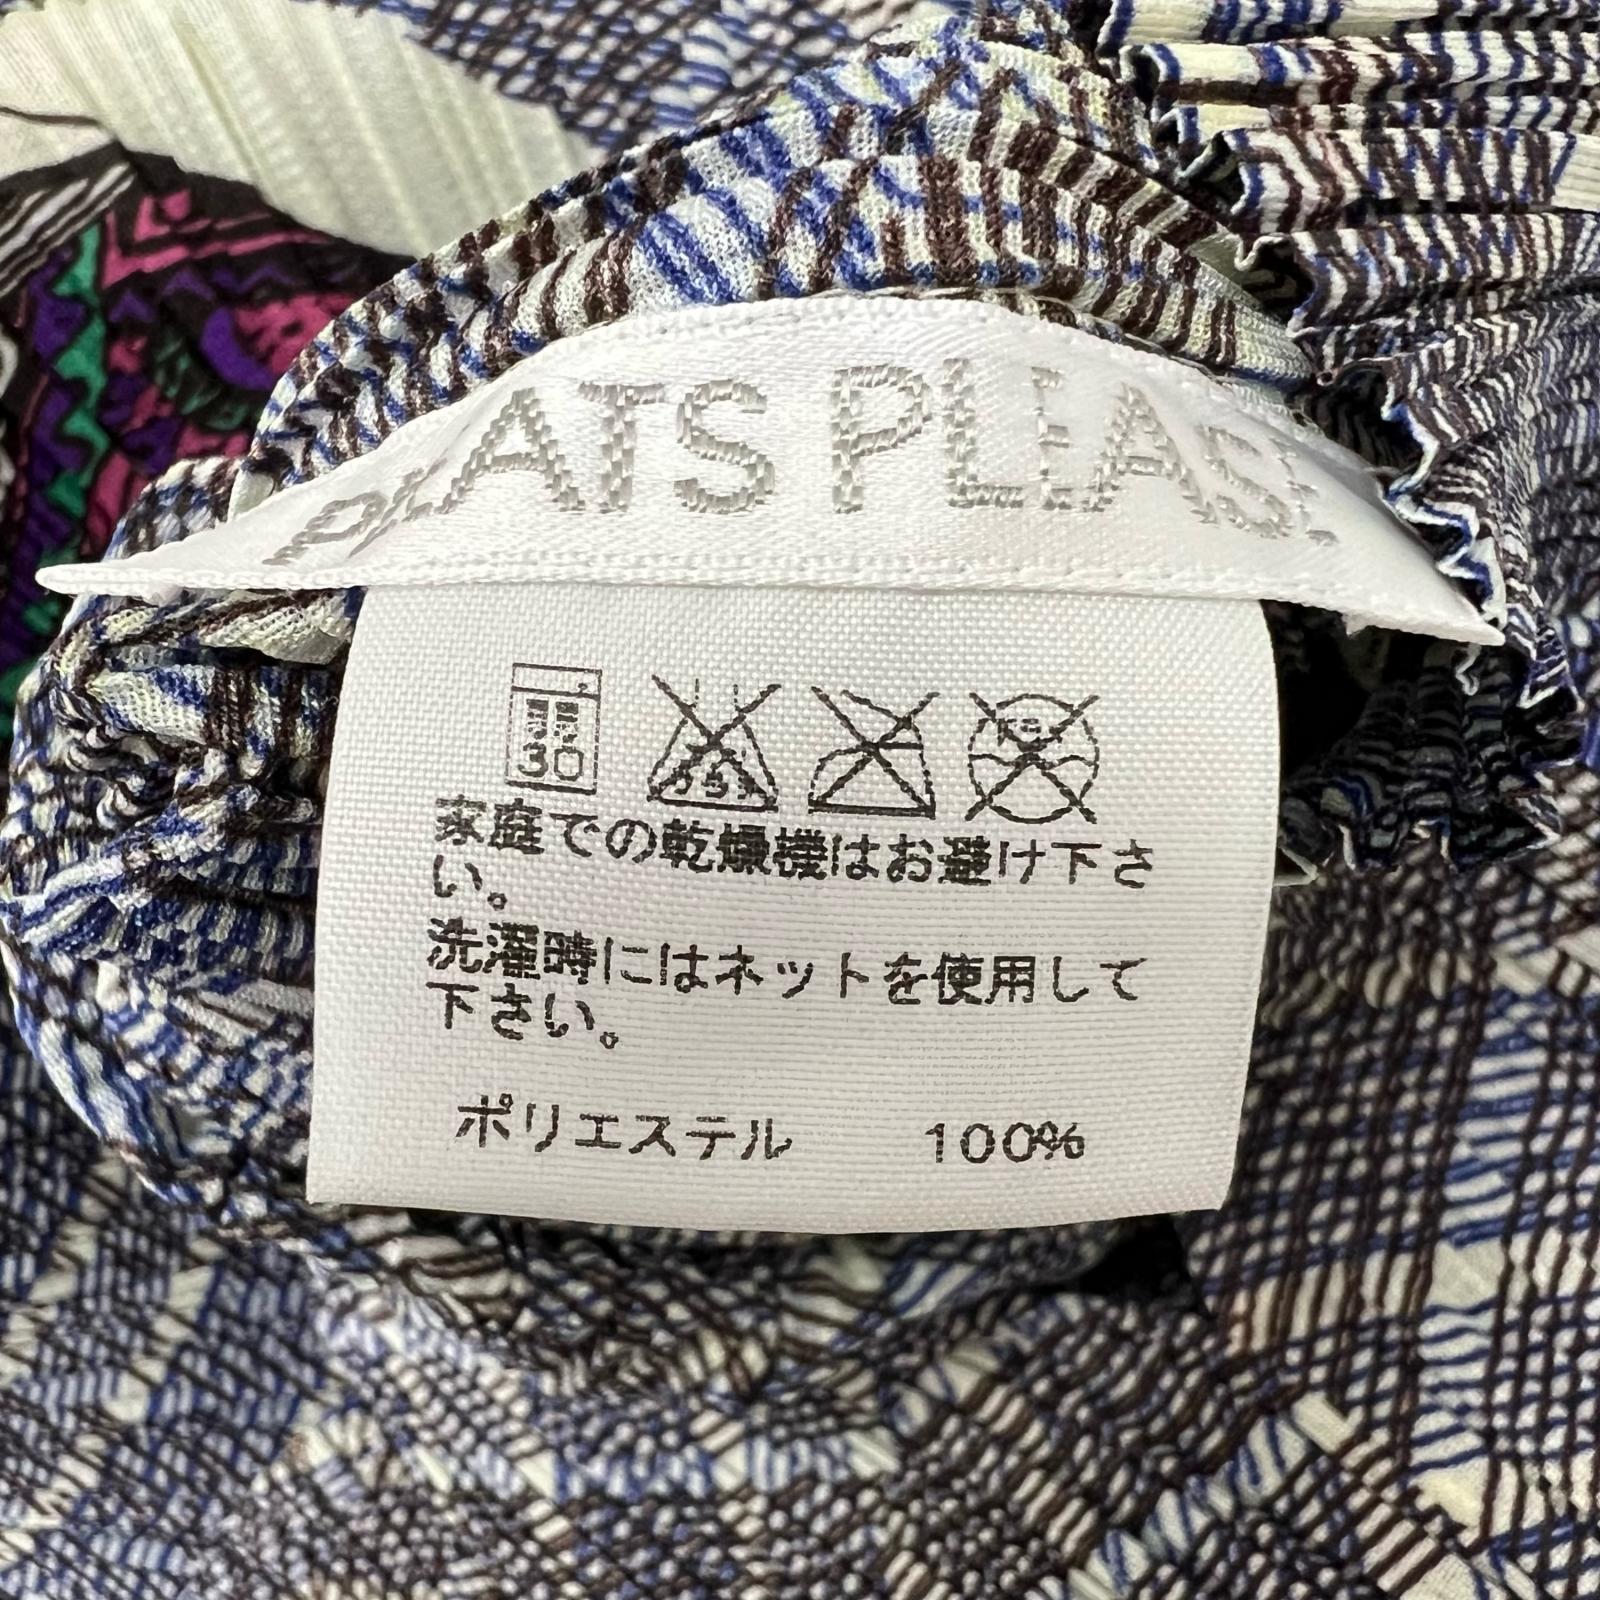 PLEATS PLEASE
弱
30
家庭での乾燥機はお避け下さ
い。
洗濯時にはネットを使用して
下さい。
ポリエステル 100%